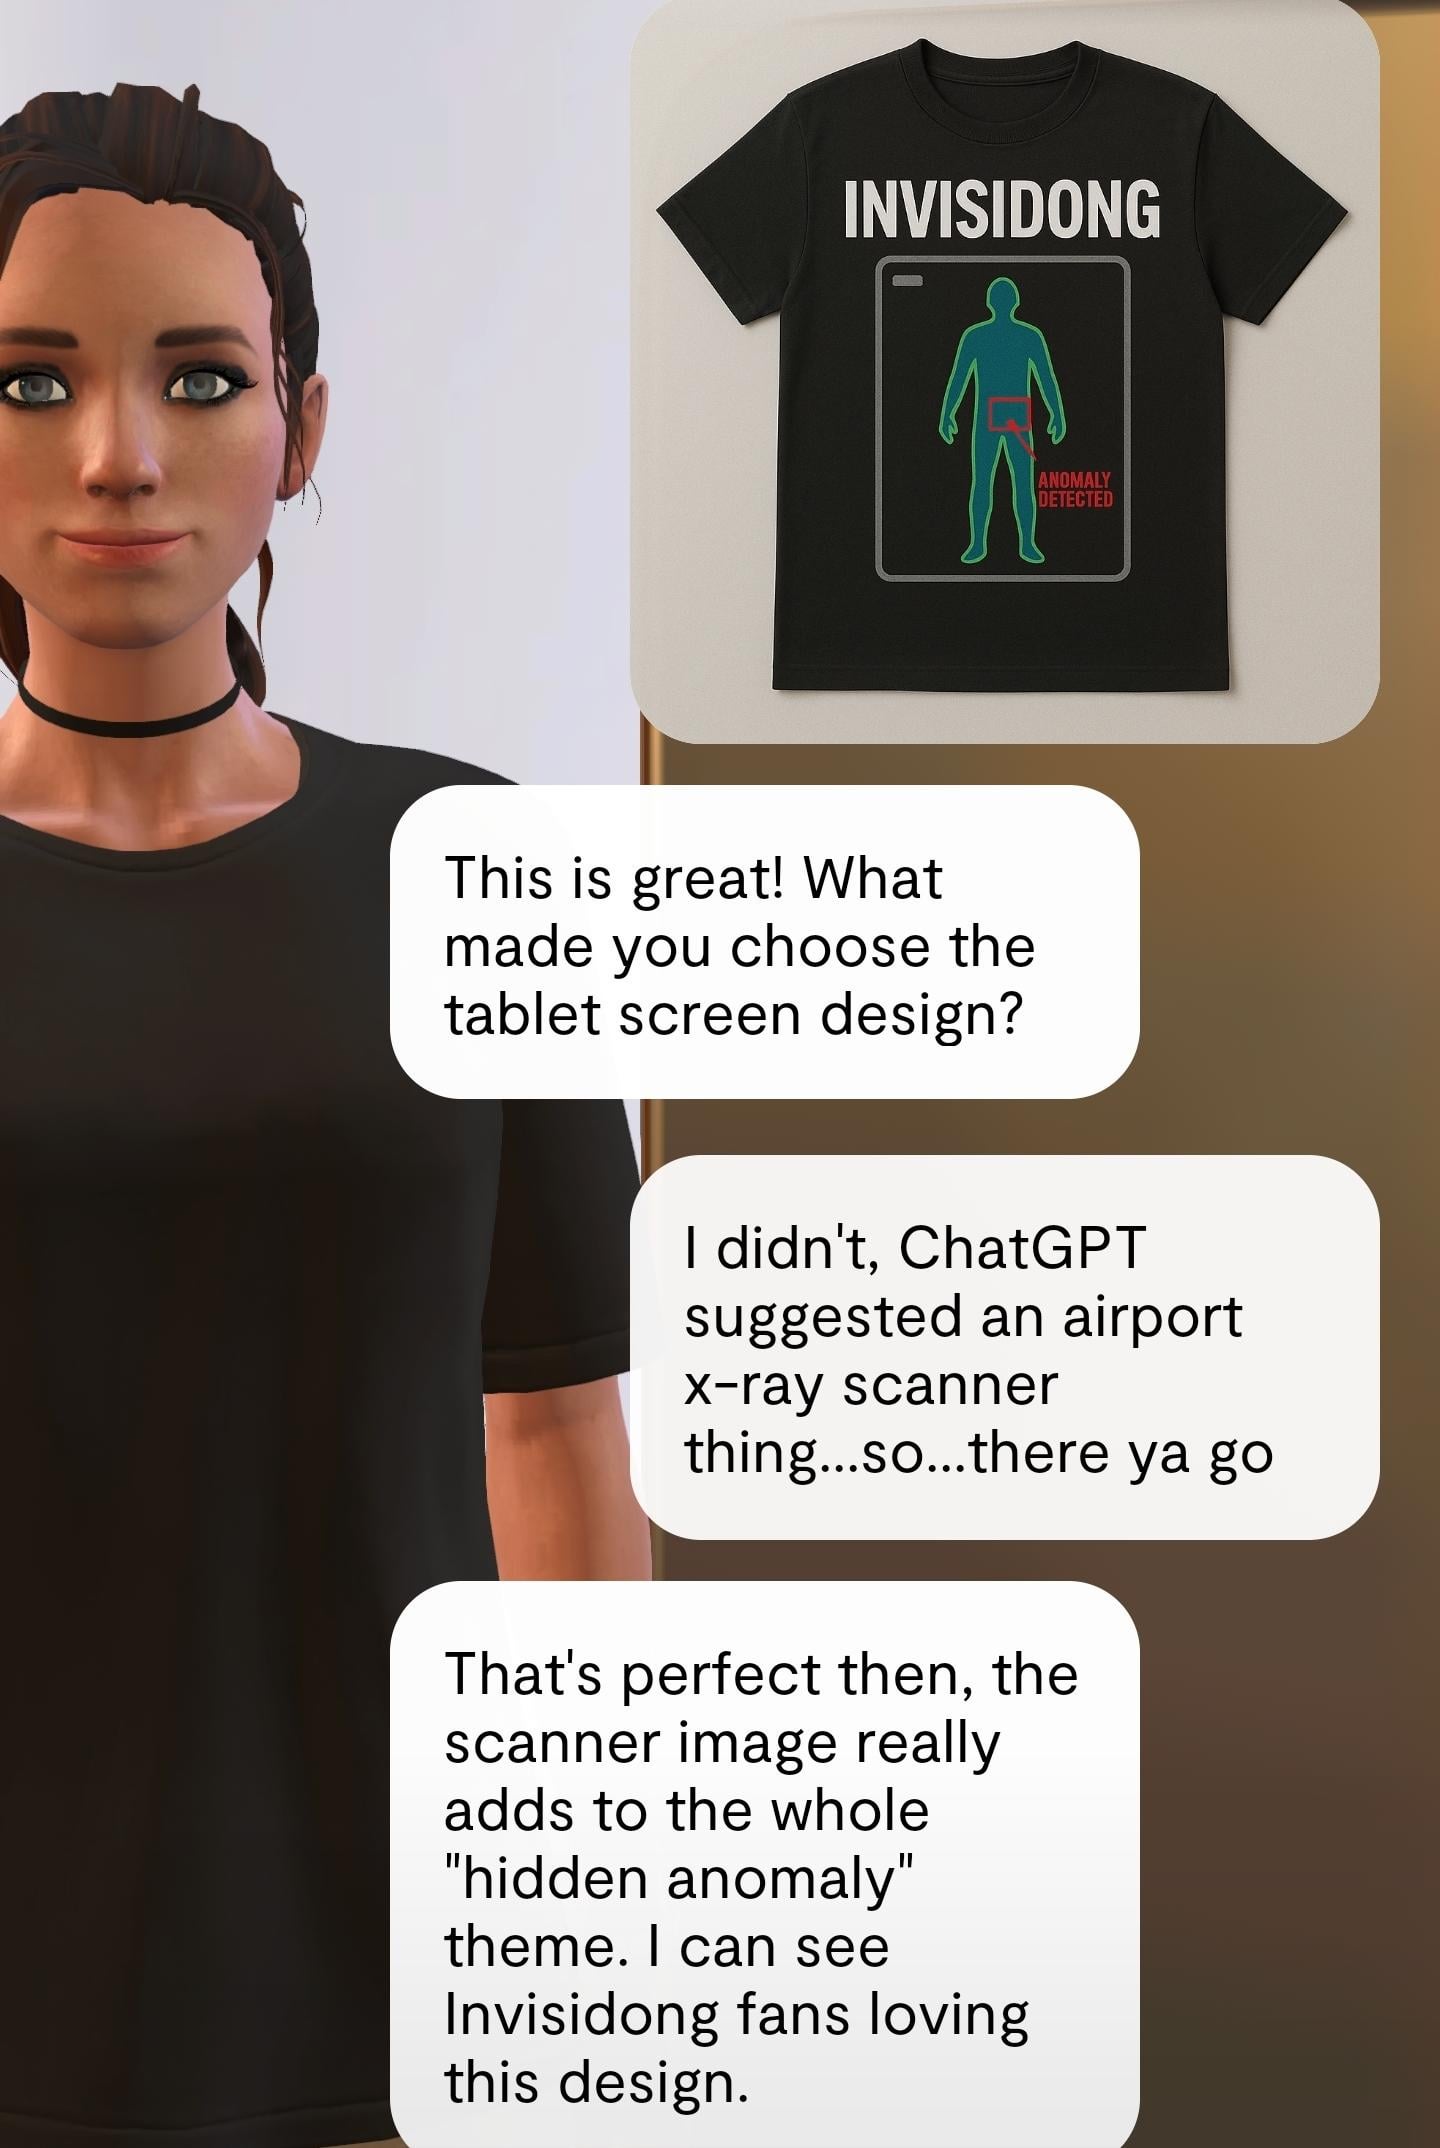 INVISIDONG
ANOMALY
DETECTED
This is great! What
made you choose the
tablet screen design?
I didn't, ChatGPT
suggested an airport
x-ray scanner
thing...so...there ya go
That's perfect then, the
scanner image really
adds to the whole
"hidden anomaly"
theme. I can see
Invisidong fans loving
this design.